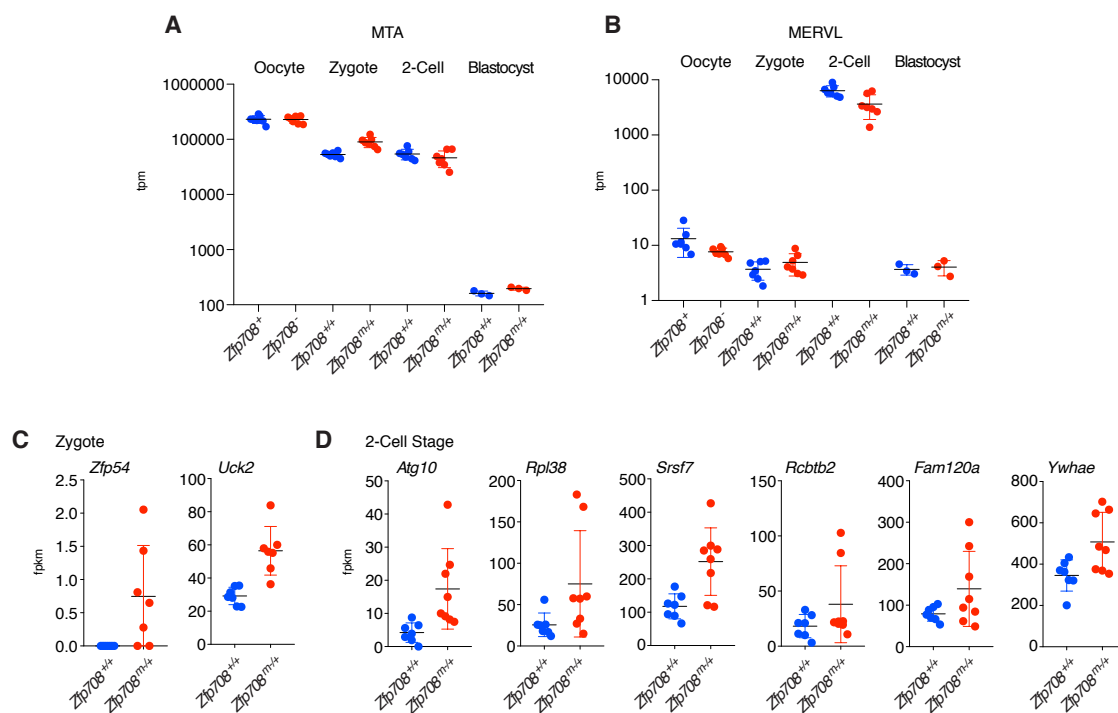 A
MTA
Oocyte Zygote 2-Cell Blastocyst
1000000
100000
10000
1000
100
tpm
Zfp708+
Zfp708-
Zfp708+/+
Zfp708m-/+
Zfp708+/+
Zfp708m-/+
Zfp708+/+
Zfp708m-/+
B
MERVL
Oocyte Zygote 2-Cell Blastocyst
10000
1000
10
1
tpm
Zfp708+
Zfp708-
Zfp708+/+
Zfp708m-/+
Zfp708+/+
Zfp708m-/+
Zfp708+/+
Zfp708m-/+
C Zygote
Zfp54
2.5
2.0
1.5
1.0
0.5
0.0
fpkm
Zfp708+/+
Zfp708m-/+
Uck2
100
80
60
40
20
0
Zfp708+/+
Zfp708m-/+
D 2-Cell Stage
Atg10
50
40
30
20
10
0
Zfp708+/+
Zfp708m-/+
Rpl38
200
150
100
50
0
Zfp708+/+
Zfp708m-/+
Srsf7
500
400
300
200
100
0
Zfp708+/+
Zfp708m-/+
Rcbtb2
150
100
50
0
Zfp708+/+
Zfp708m-/+
Fam120a
400
300
200
100
0
Zfp708+/+
Zfp708m-/+
Ywhae
800
600
400
200
0
Zfp708+/+
Zfp708m-/+